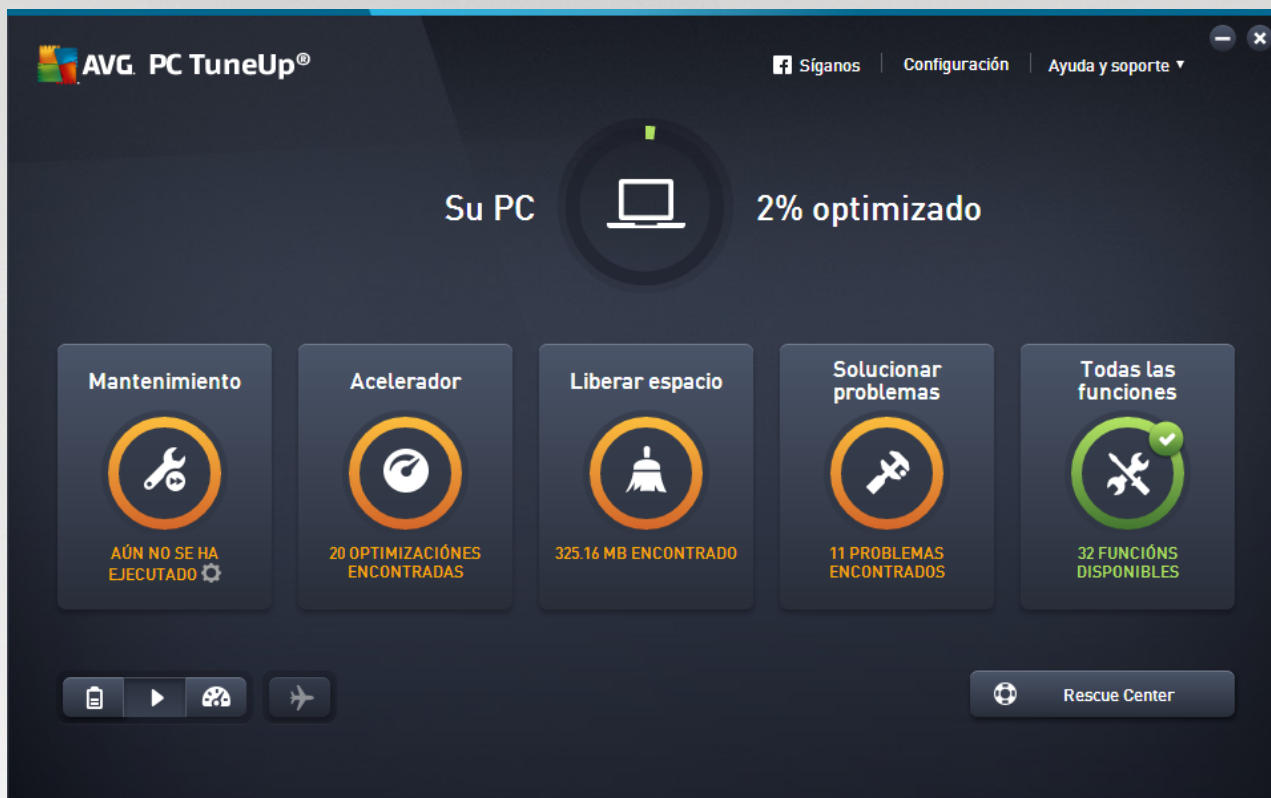 AVG. PC TuneUp®
Síganos
Configuración
Ayuda y soporte
Su PC
2% optimizado
Mantenimiento
AÚN NO SE HA
EJECUTADO
Acelerador
20 OPTIMIZACIÓNES
ENCONTRADAS
Liberar espacio
325.16 MB ENCONTRADO
Solucionar
problemas
11 PROBLEMAS
ENCONTRADOS
Todas las
funciones
32 FUNCIÓNS
DISPONIBLES
Rescue Center